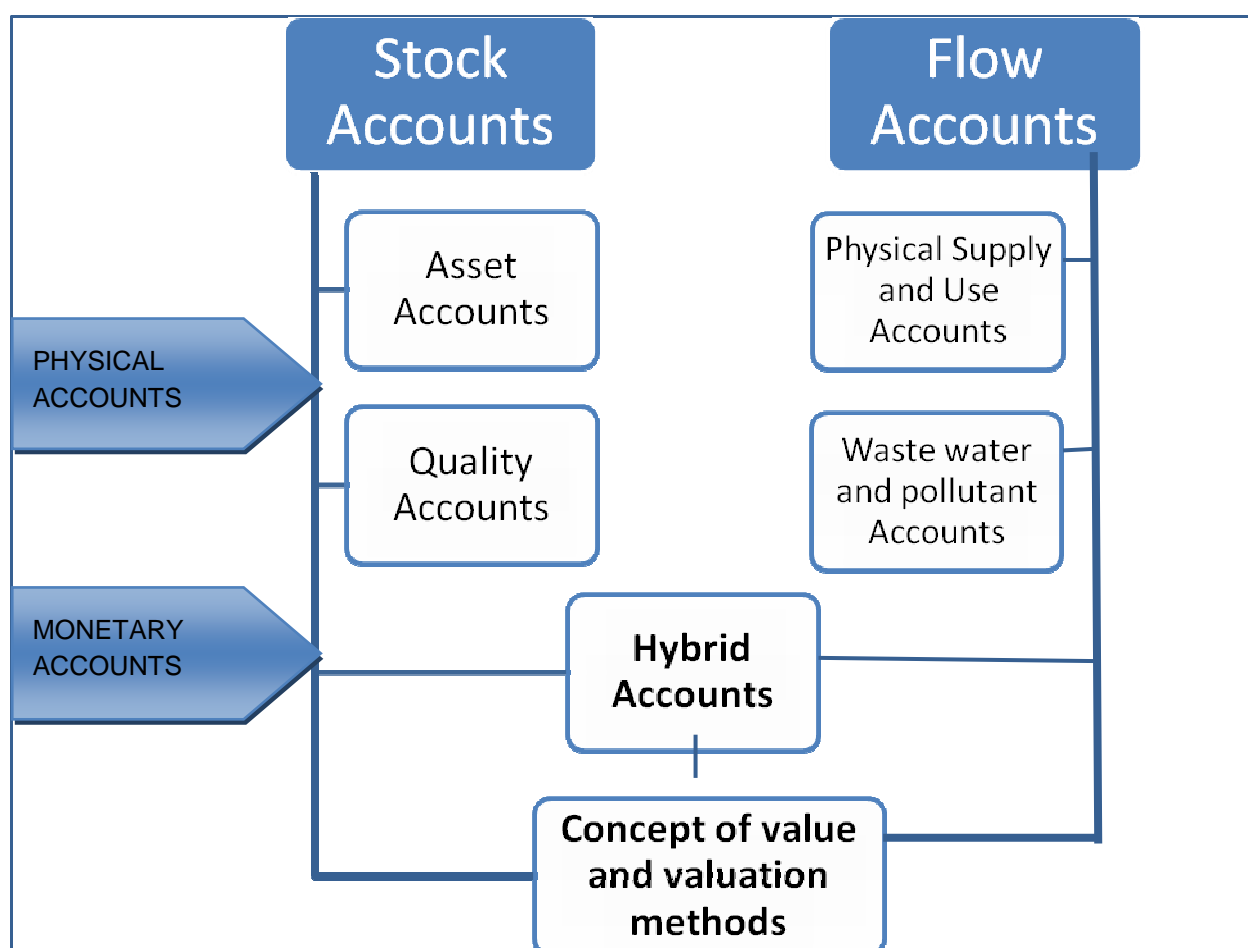 Stock
Accounts
Flow
Accounts
Asset
Accounts
Physical Supply
and Use
Accounts
PHYSICAL
ACCOUNTS
Quality
Accounts
Waste water
and pollutant
Accounts
MONETARY
ACCOUNTS
Hybrid
Accounts
Concept of value
and valuation
methods